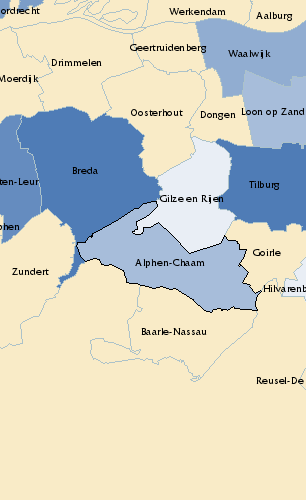 ordrecht
Werkendam
Aalburg
Geertruidenberg
Waalwijk
Drimmelen
Moerdijk
Oosterhout
Dongen
Loon op Zand
Breda
ten-Leur
Gilze en Rijen
Tilburg
phen
Goirle
Alphen-Chaam
Zundert
Hilvarenb
Baarle-Nassau
Reusel-De